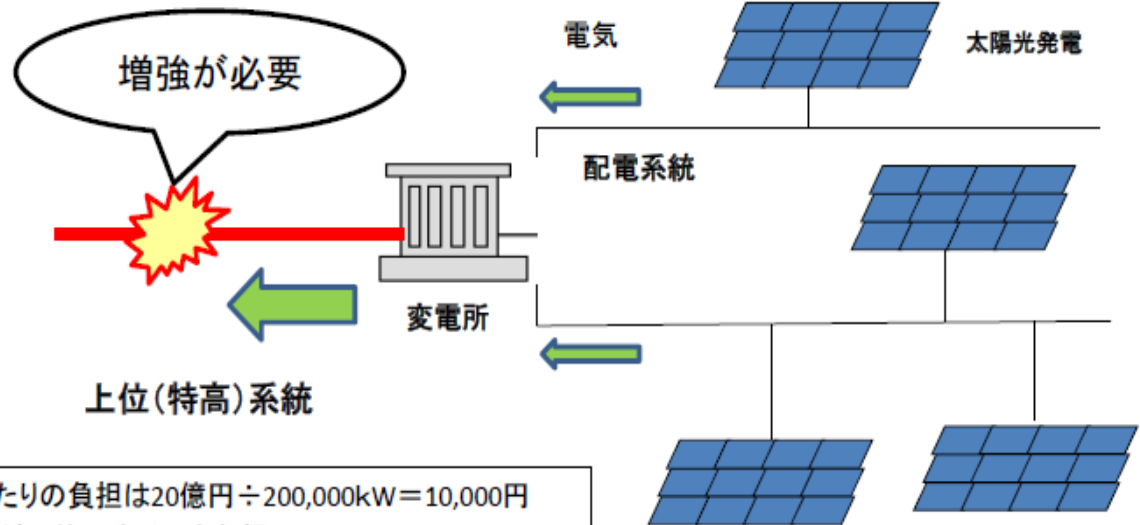 増強が必要
電気
太陽光発電
配電系統
変電所
上位(特高)系統
たりの負担は20億円÷200,000kW=10,000円